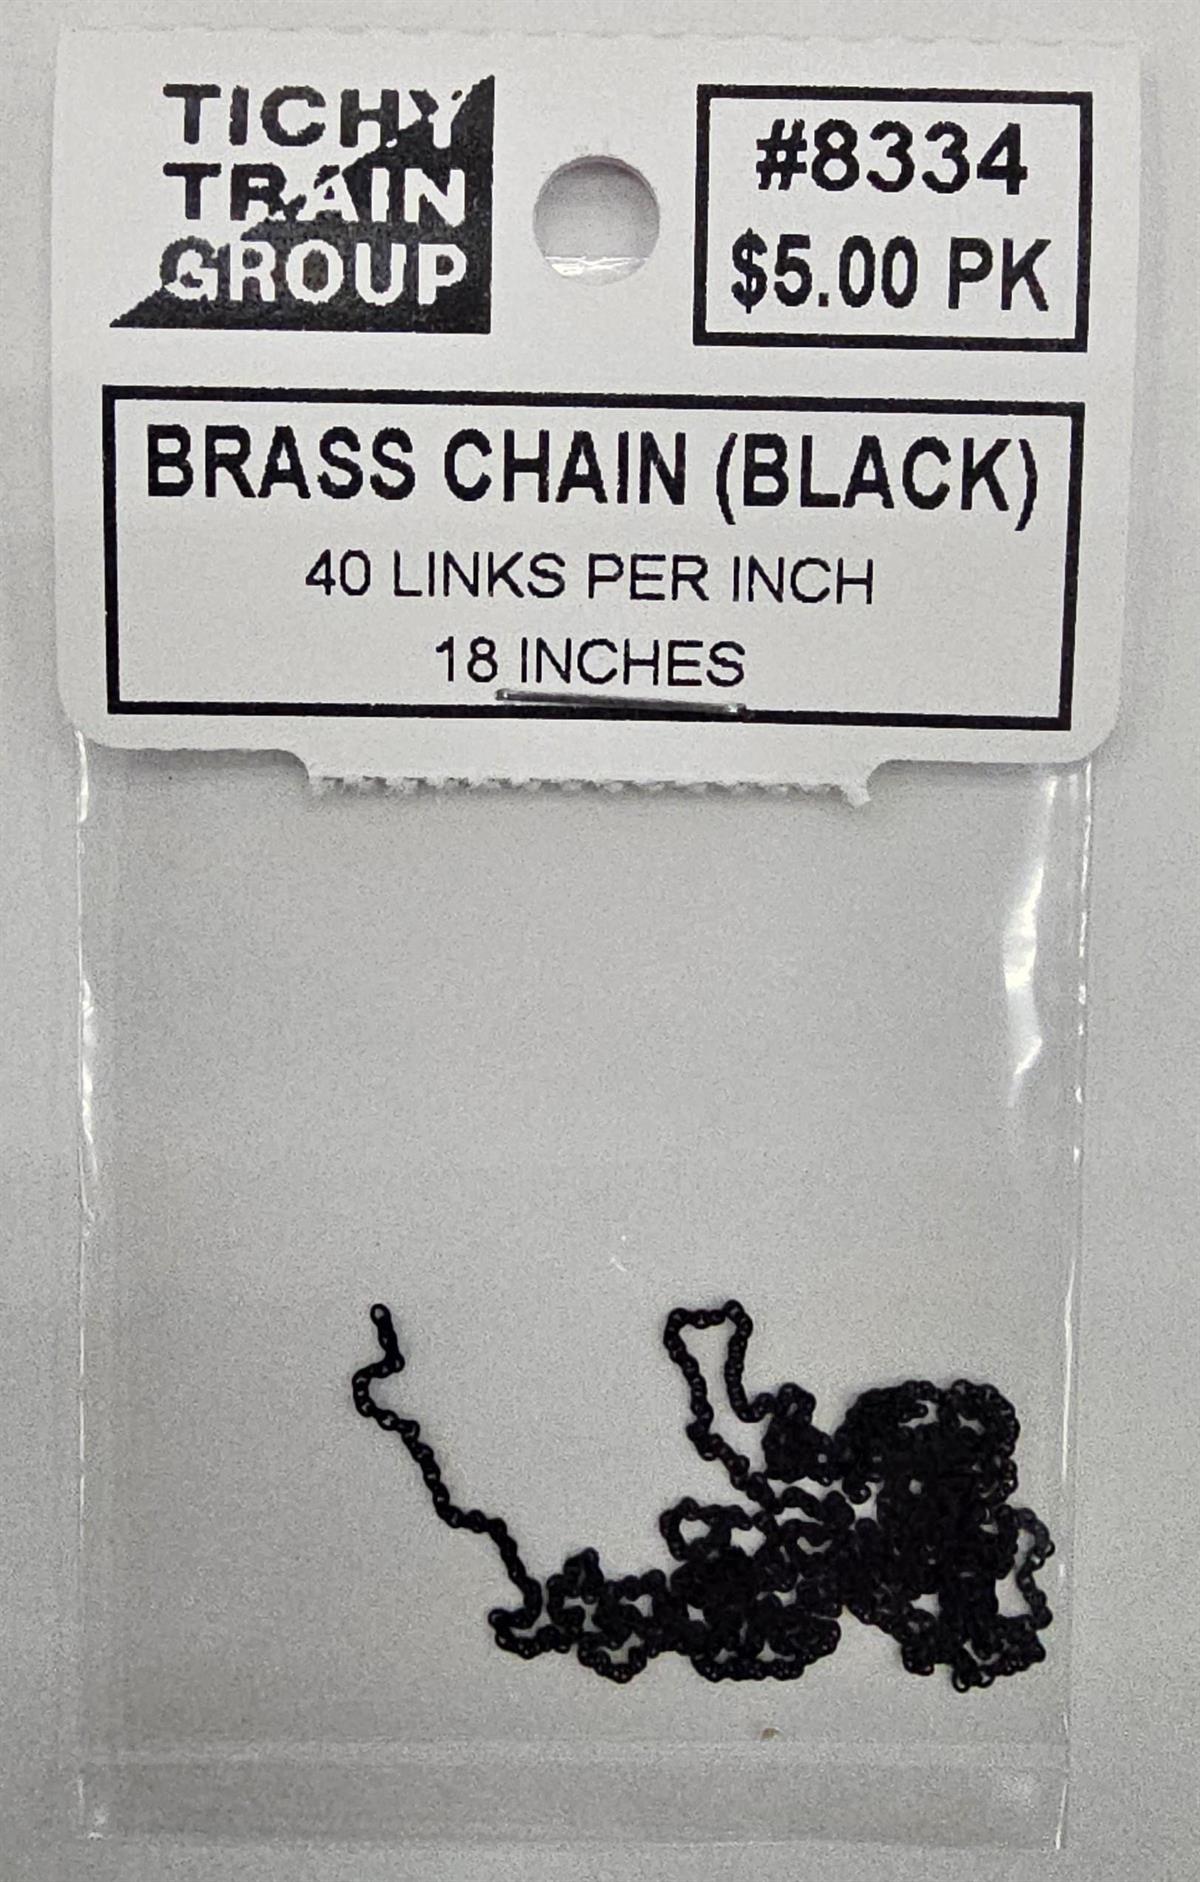 TICHY
TRAIN
GROUP
#8334
$5.00 PK
BRASS CHAIN (BLACK)
40 LINKS PER INCH
18 INCHES